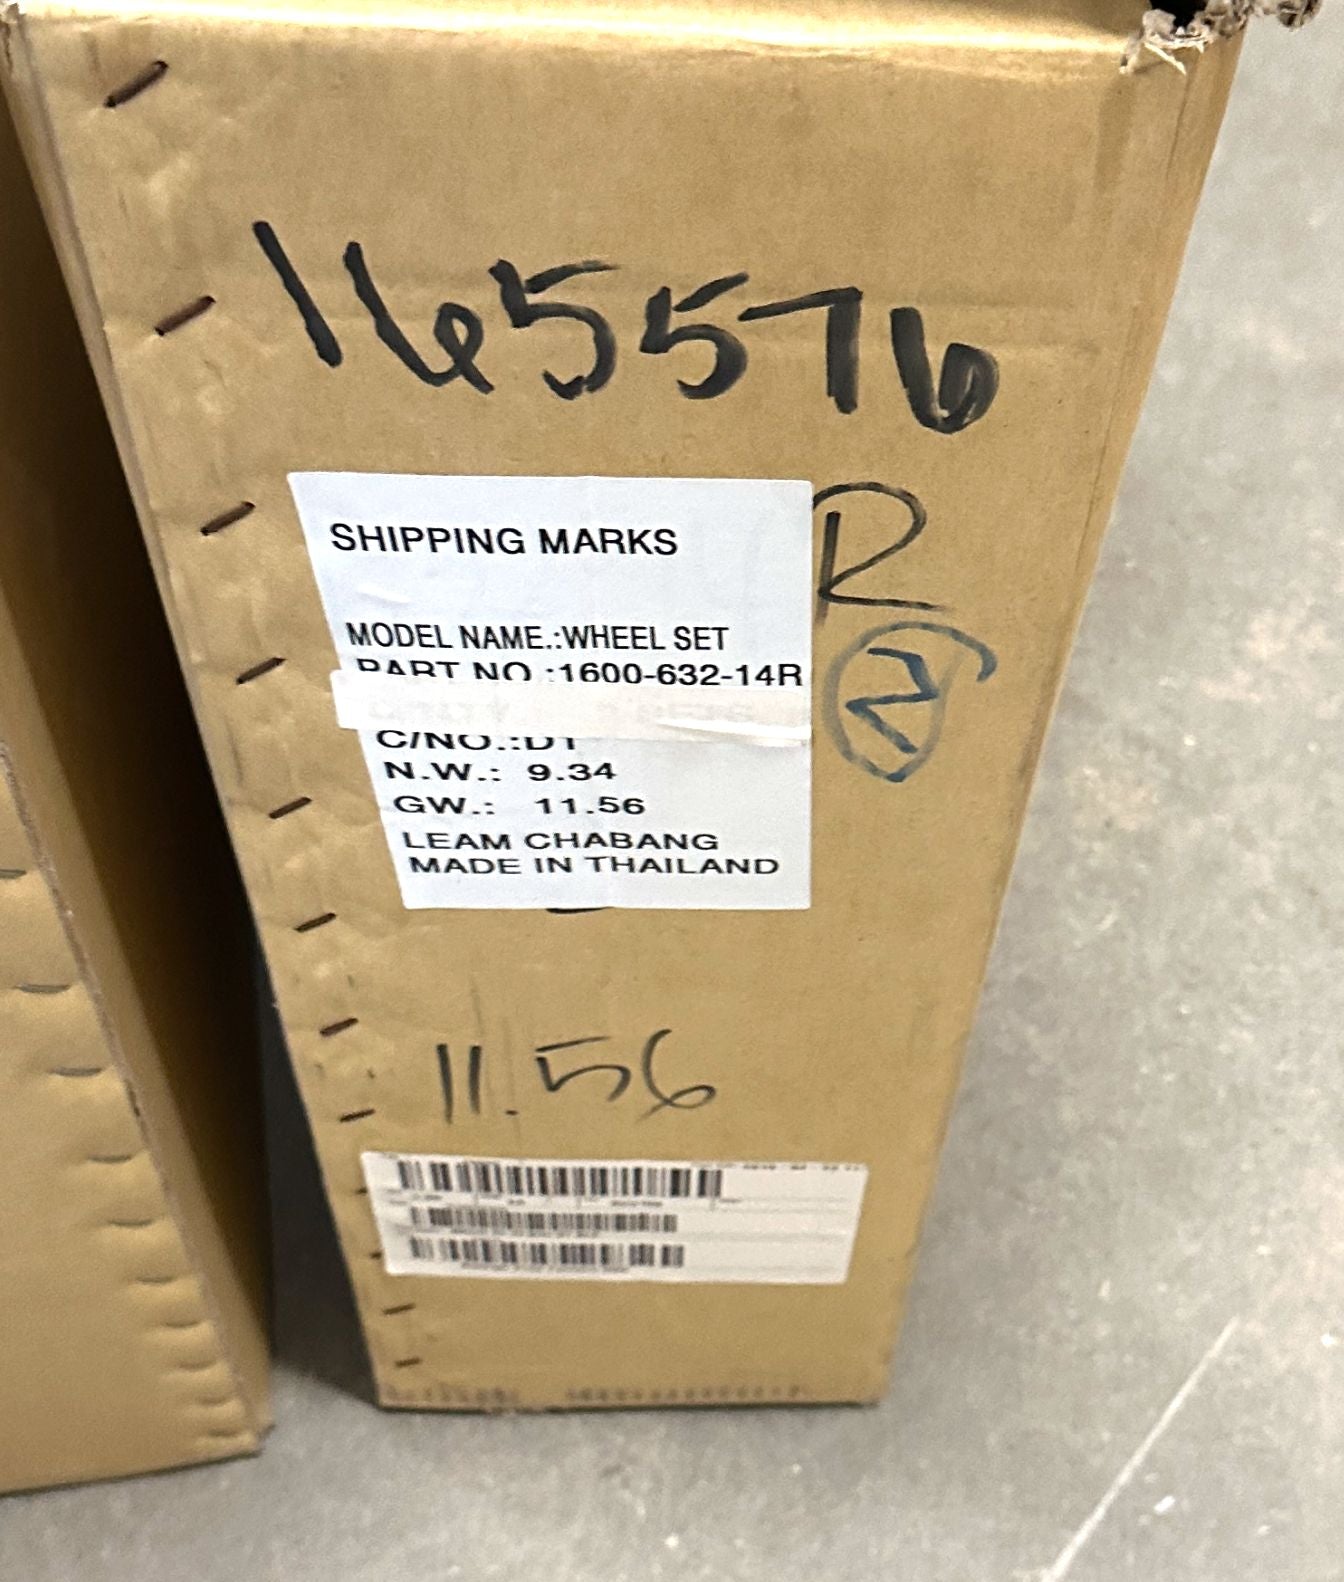 165576
SHIPPING MARKS
R
MODEL NAME.:WHEEL SET
PART NO.:1600-632-14R
2
C/NO.:D1
N.W.: 9.34
GW.: 11.56
LEAM CHABANG
MADE IN THAILAND
11.56